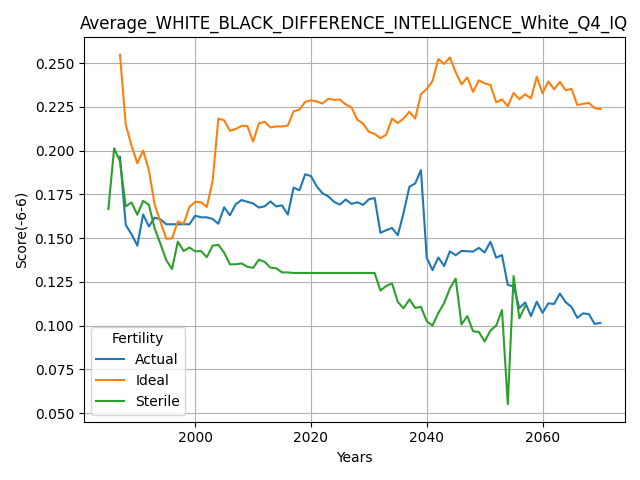 Average_WHITE_BLACK_DIFFERENCE_INTELLIGENCE_White_Q4_IQ
0.250
0.225
0.200
0.175
0.150
0.125
0.100
0.075
0.050
Score(-6-6)
Fertility
Actual
Ideal
Sterile
2000
2020
2040
2060
Years